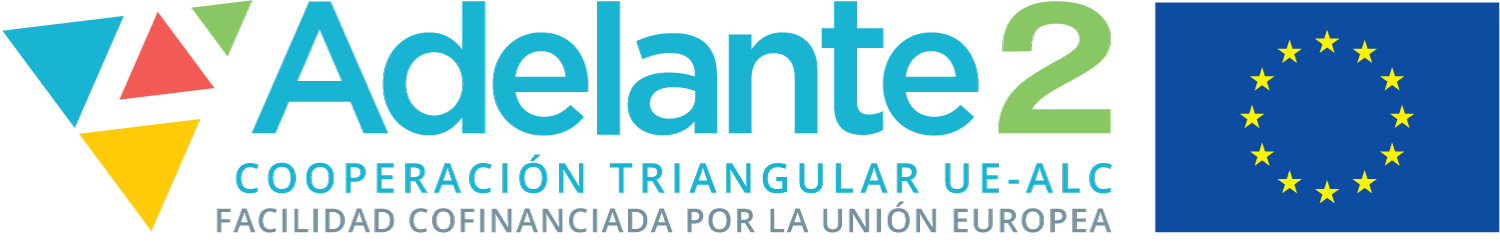 Adelante2
COOPERACIÓN TRIANGULAR UE-ALC
FACILIDAD COFINANCIADA POR LA UNIÓN EUROPEA